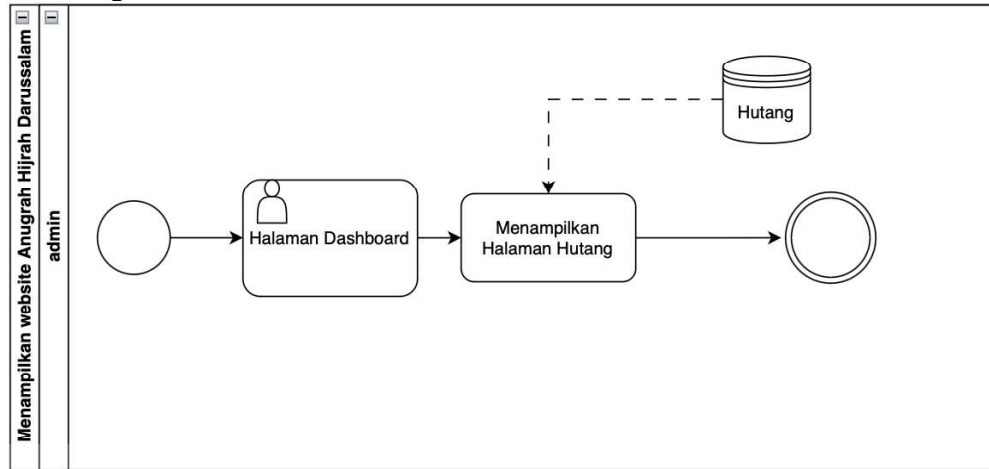 Menampilkan website Anugrah Hijrah Darussalam
admin
Hutang
Halaman Dashboard
Menampilkan
Halaman Hutang